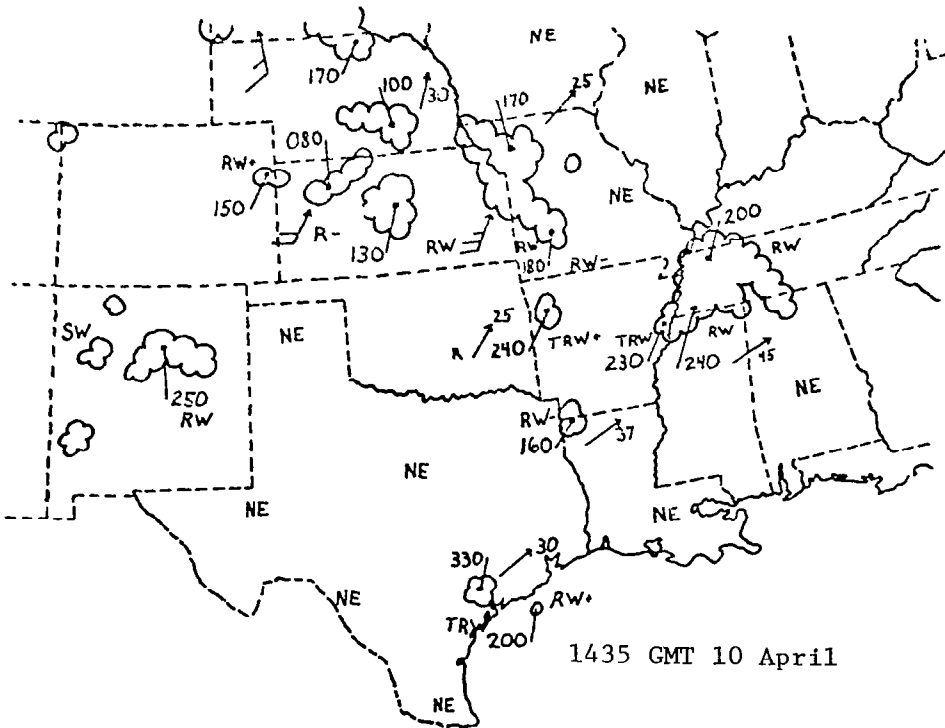 NE
170
100
30
170
25
NE
080
RW+
150
R-
130
RW
RW
180
RW-
O
NE
200
RW
SW
250
RW
NE
R
25
240
TRW+
TRW
230
240
RW
45
NE
RW-
160
37
NE
NE
NE
330
30
TRW
200
RW+
NE
NE
1435 GMT 10 April